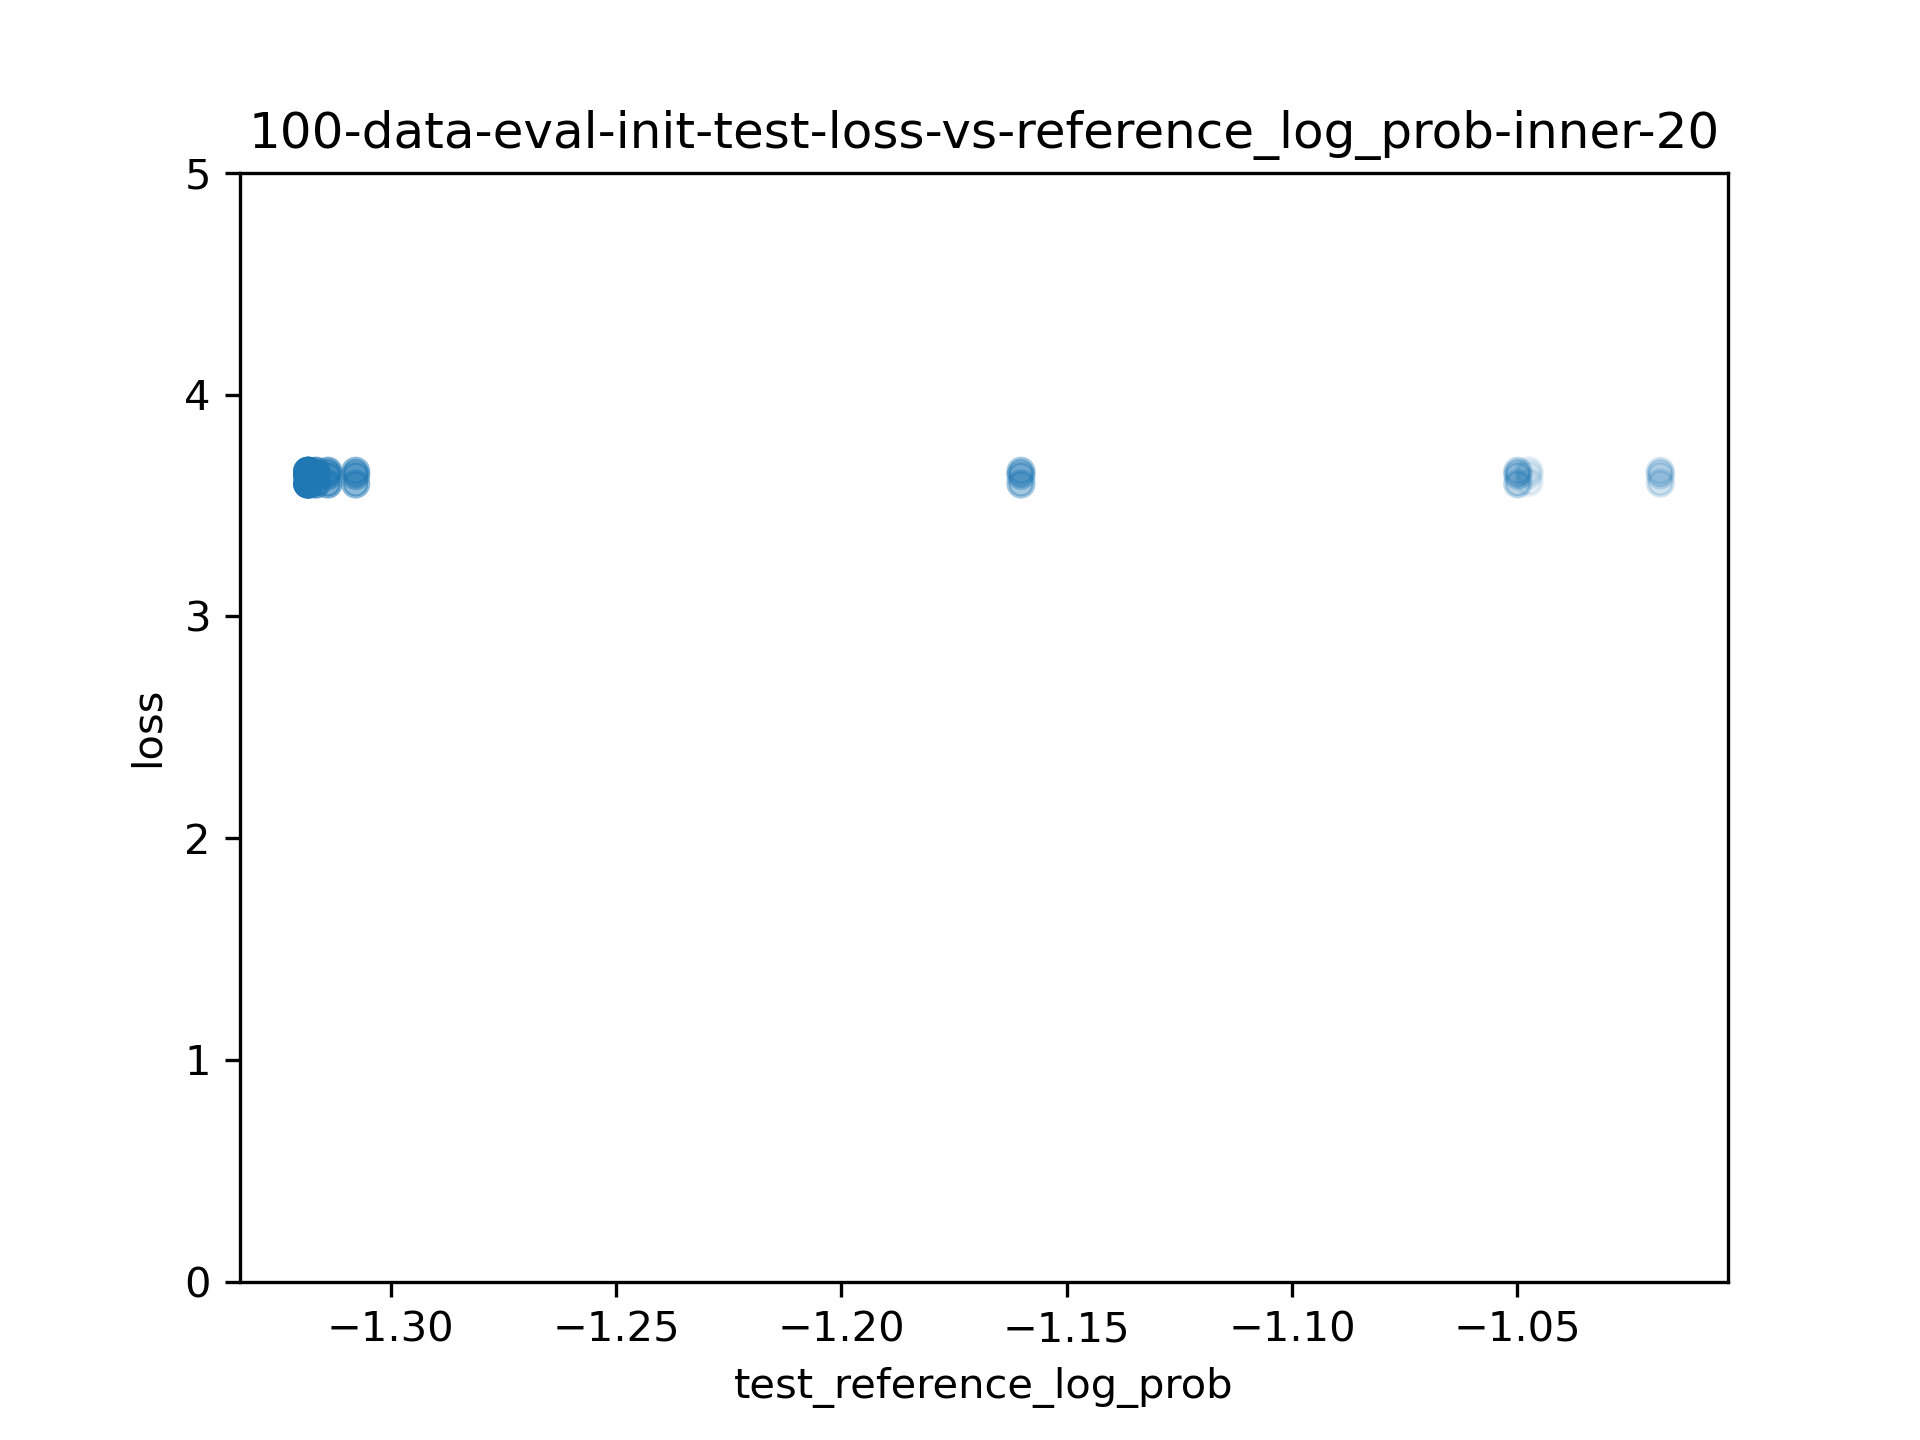 100-data-eval-init-test-loss-vs-reference_log_prob-inner-20
5
4
3
2
1
0
loss
−1.30 −1.25 −1.20 −1.15 −1.10 −1.05
test_reference_log_prob